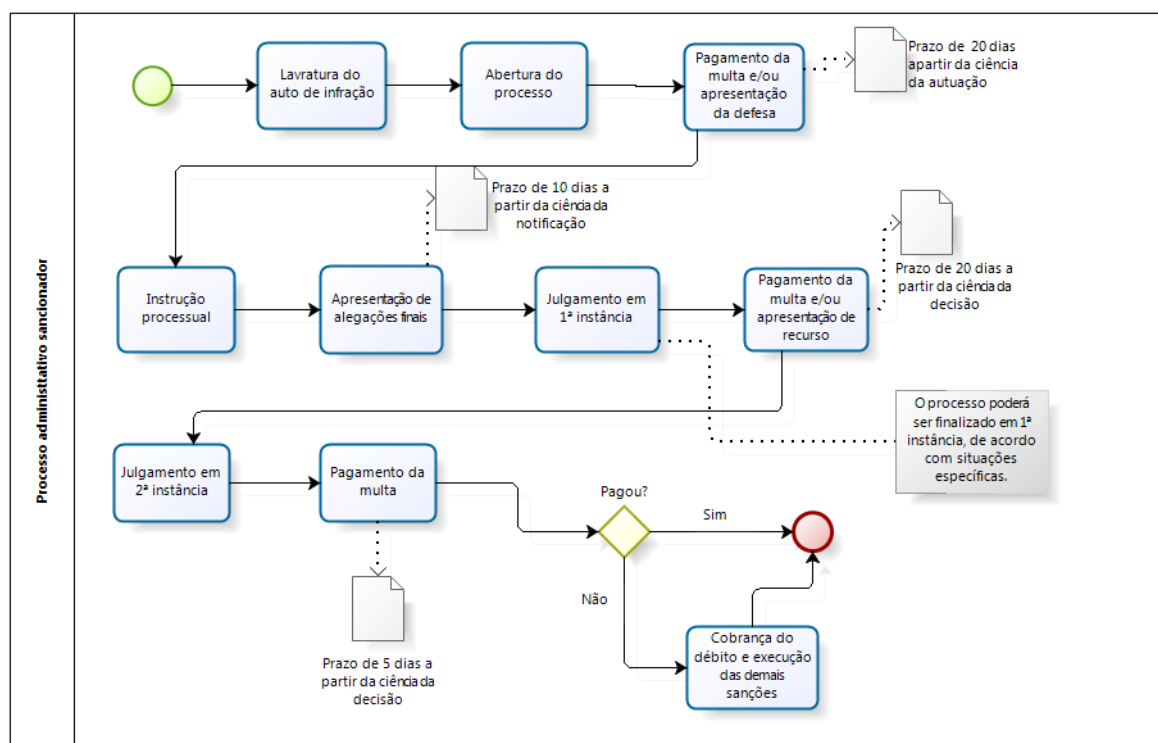 Processo administtativo sancionador
Lavratura do
auto de infração
Abertura do
processo
Pagamento da
multa e/ou
apresentação
da defesa
Prazo de 20 dias
apartir da ciência
da autuação
Prazo de 10 dias a
partir da ciência da
notificação
Instrução
processual
Apresentação de
alegações finais
Julgamento em
1ª instância
Pagamento da
multa e/ou
apresentação de
recurso
Prazo de 20 dias a
partir da ciência da
decisão
O processo poderá
ser finalizado em 1ª
instância, de acordo
com situações
específicas.
Julgamento em
2ª instância
Pagamento da
multa
Pagou?
Sim
Não
Prazo de 5 dias a
partir da ciência da
decisão
Cobrança do
débito e execução
das demais
sanções